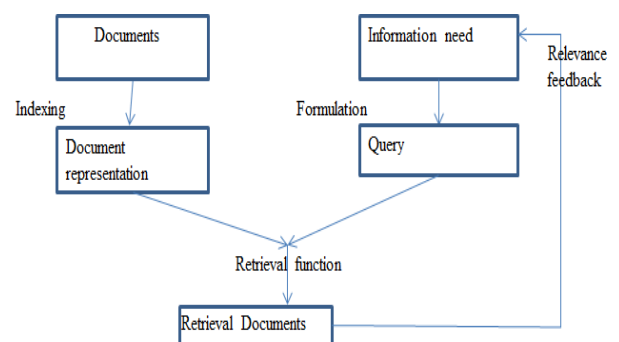 Documents
Information need
Relevance
feedback
Indexing
Formulation
Document
representation
Query
Retrieval function
Retrieval Documents